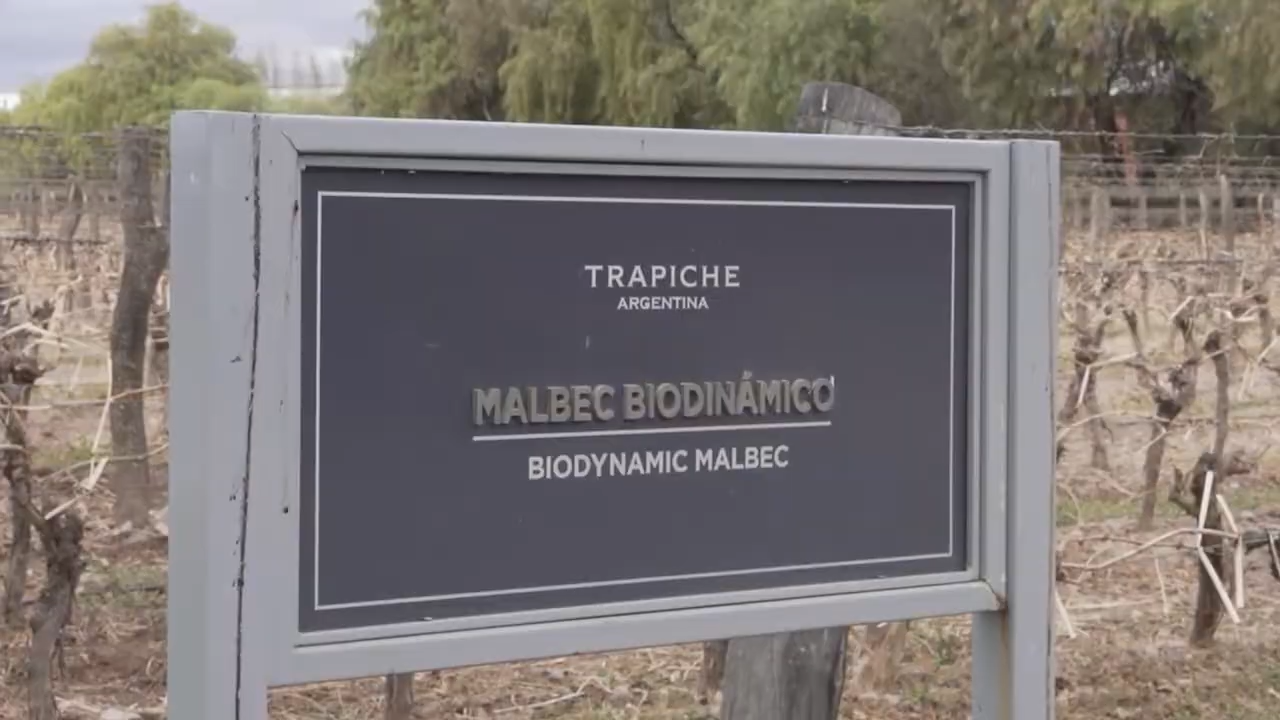 TRAPICHE
ARGENTINA
MALBEC BIODINÁMICO
BIODYNAMIC MALBEC